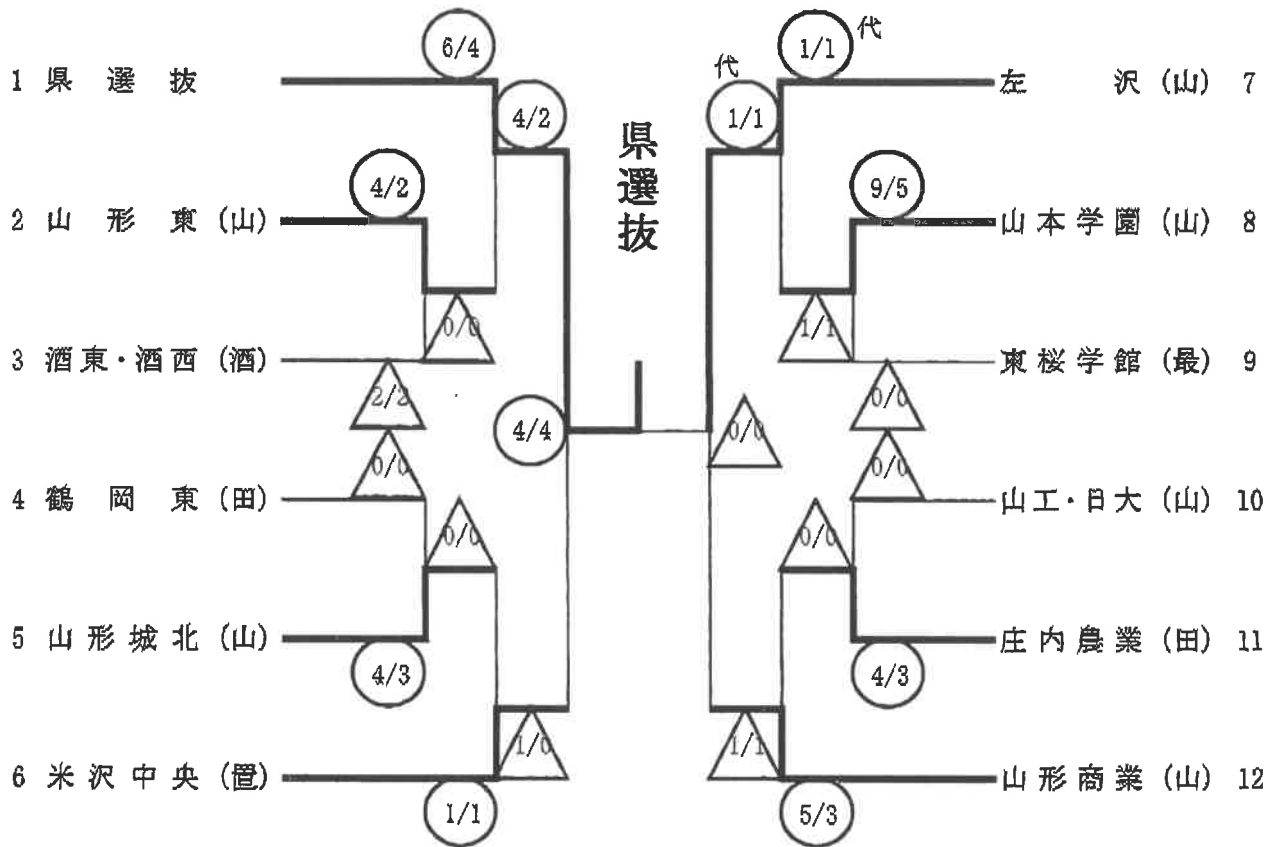 6/4
1/1 代
1 県選抜
左沢(山) 7
4/2
代
1/1
県選抜
4/2
9/5
2 山形東(山)
山本学園(山) 8
0/0
1/1
3 酒東・酒西(酒)
東桜学館(最) 9
2/2
0/0
4/4
0/0
0/0
0/0
4 鶴岡東(田)
山工・日大(山) 10
0/0
0/0
5 山形城北(山)
庄内農業(田) 11
4/3
4/3
1/0
1/1
6 米沢中央(置)
山形商業(山) 12
1/1
5/3